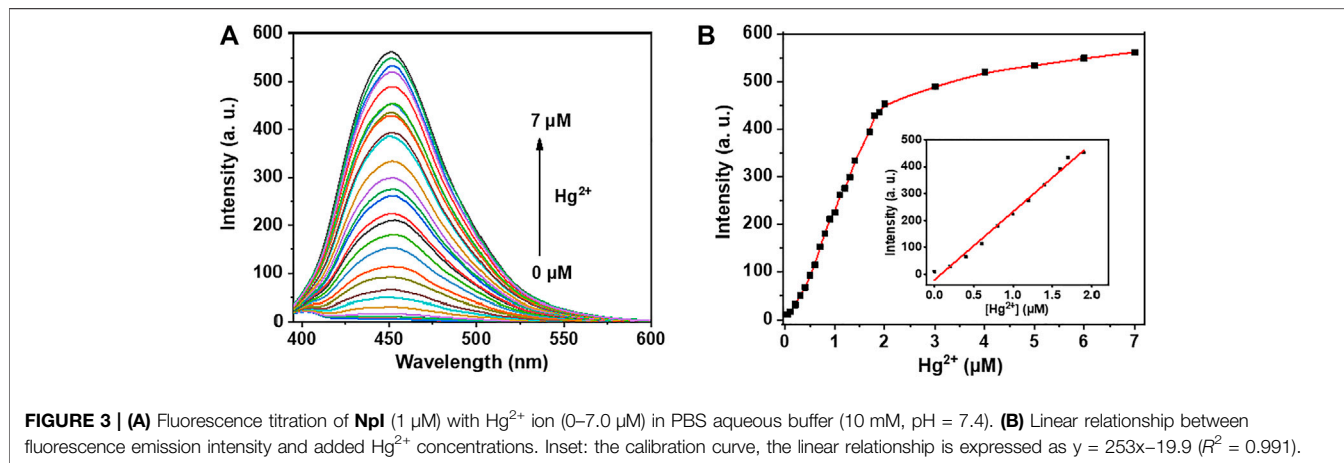 A
600
500
400
300
200
100
0
Intensity (a. u.)
400
450
500
550
600
Wavelength (nm)
7 µM
Hg²⁺
0 µM
B
600
500
400
300
200
100
0
Intensity (a. u.)
0
1
2
3
4
5
6
7
Hg²⁺ (µM)
500
400
300
200
100
0
Intensity (a. u.)
0.0
0.5
1.0
1.5
2.0
[Hg²⁺] (µM)
FIGURE 3 | (A) Fluorescence titration of NpI (1 µM) with Hg²⁺ ion (0–7.0 µM) in PBS aqueous buffer (10 mM, pH = 7.4). (B) Linear relationship between
fluorescence emission intensity and added Hg²⁺ concentrations. Inset: the calibration curve, the linear relationship is expressed as y = 253x−19.9 (R² = 0.991).